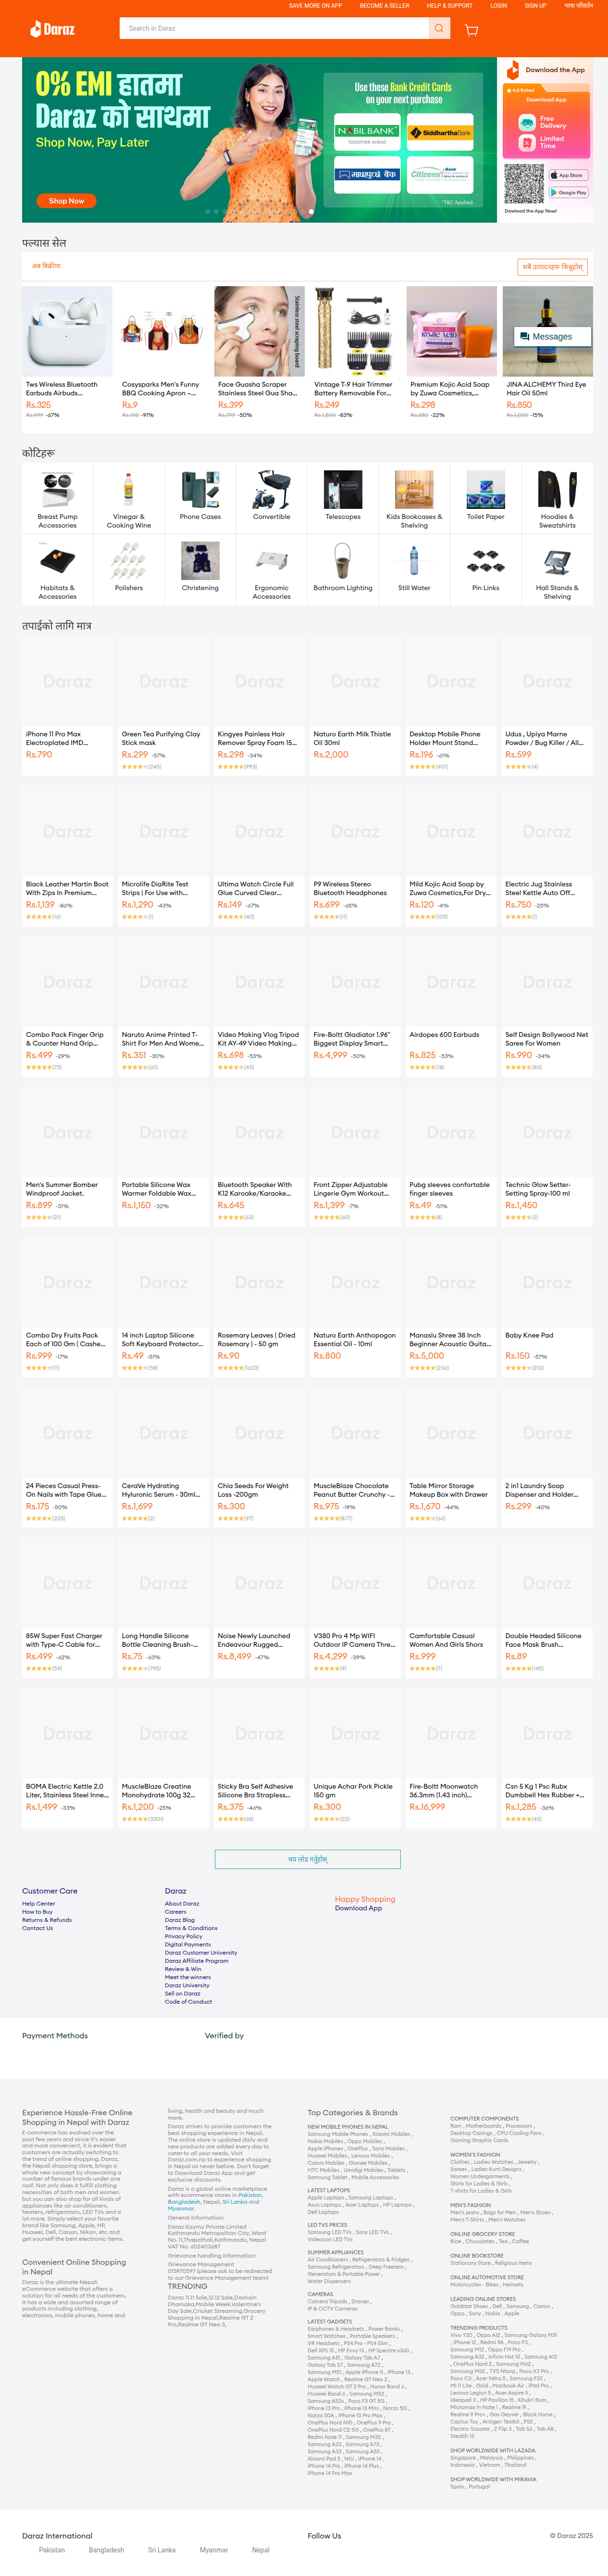 SAVE MORE ON APP
BECOME A SELLER
HELP & SUPPORT
LOGIN
SIGN UP
भाषा परिवर्तन
Daraz
Search in Daraz
0% EMI हातमा
Daraz को साथमा
Shop Now, Pay Later
Shop Now
Use these Bank Credit Cards
on your monthly purchase
NABIL BANK
TOGETHER AHEAD
Siddhartha Bank
माछापुच्छ्रे बैंक
Citizens Bank
*T&C Applied.
Download the App
4.8 Rated
Download App
Free
Delivery
Limited
Time
App Store
Google Play
Download the App Now!
फ्ल्यास सेल
अब बिक्रीमा
सबै उत्पादनहरू किन्नुहोस्
Stainless steel scraping board
Messages
Tws Wireless Bluetooth
Earbuds Airbuds...
Rs.325
Rs.999 -67%
Cosysparks Men's Funny
BBQ Cooking Apron –...
Rs.9
Rs.100 -91%
Face Guasha Scraper
Stainless Steel Gua Sha...
Rs.399
Rs.799 -50%
Vintage T-9 Hair Trimmer
Battery Removable For...
Rs.249
Rs.1,500 -83%
Premium Kojic Acid Soap
by Zuwa Cosmetics,...
Rs.298
Rs.380 -22%
JINA ALCHEMY Third Eye
Hair Oil 50ml
Rs.850
Rs.1,000 -15%
कोटिहरू
Breast Pump
Accessories
Vinegar &
Cooking Wine
Phone Cases
Convertible
Telescopes
Kids Bookcases &
Shelving
Toilet Paper
Hoodies &
Sweatshirts
Habitats &
Accessories
Polishers
Christening
Ergonomic
Accessories
Bathroom Lighting
Still Water
Pin Links
Hall Stands &
Shelving
तपाईको लागि मात्र
iPhone 11 Pro Max
Electroplated IMD...
Rs.790
Green Tea Purifying Clay
Stick mask
Rs.299 -57%
(245)
Kingyes Painless Hair
Remover Spray Foam 15...
Rs.298 -34%
(993)
Naturo Earth Milk Thistle
Oil 30ml
Rs.2,000
Desktop Mobile Phone
Holder Mount Stand...
Rs.196 -61%
(401)
Udus , Upiya Marne
Powder / Bug Killer / All...
Rs.599
(4)
Black Leather Martin Boot
With Zips In Premium...
Rs.1,139 -86%
(16)
Microlife DiaRite Test
Strips | For Use with...
Rs.1,290 -43%
(1)
Ultima Watch Circle Full
Glue Curved Clear...
Rs.149 -67%
(40)
P9 Wireless Stereo
Bluetooth Headphones
Rs.699 -65%
(11)
Mild Kojic Acid Soap by
Zuwa Cosmetics,For Dry...
Rs.120 -4%
(105)
Electric Jug Stainless
Steel Kettle Auto Off...
Rs.750 -25%
(1)
Combo Pack Finger Grip
& Counter Hand Grip...
Rs.499 -29%
(73)
Naruto Anime Printed T-
Shirt For Men And Wome...
Rs.351 -30%
(60)
Video Making Vlog Tripod
Kit AY-49 Video Making...
Rs.698 -53%
(43)
Fire-Boltt Gladiator 1.96"
Biggest Display Smart...
Rs.4,999 -50%
Airdopes 600 Earbuds
Rs.825 -53%
(18)
Self Design Bollywood Net
Saree For Women
Rs.990 -34%
(80)
Men's Summer Bomber
Windproof Jacket.
Rs.899 -31%
(21)
Portable Silicone Wax
Warmer Foldable Wax...
Rs.1,150 -32%
Bluetooth Speaker With
K12 Karoake/Karaoke...
Rs.645
(63)
Front Zipper Adjustable
Lingerie Gym Workout...
Rs.1,399 -7%
(60)
Pubg sleeves confortable
finger sleeves
Rs.49 -51%
(8)
Technic Glow Setter-
Setting Spray-100 ml
Rs.1,450
(2)
Combo Dry Fruits Pack
Each of 100 Gm ( Cashe...
Rs.999 -17%
(11)
14 inch Laptop Silicone
Soft Keyboard Protector...
Rs.49 -51%
(58)
Rosemary Leaves ( Dried
Rosemary ) - 50 gm
Rs.90
(1623)
Naturo Earth Anthopogon
Essential Oil - 10ml
Rs.800
Manaslu Shree 38 Inch
Beginner Acoustic Guita...
Rs.5,000
(236)
Baby Knee Pad
Rs.150 -57%
(210)
24 Pieces Casual Press-
On Nails with Tape Glue...
Rs.175 -50%
(225)
CeraVe Hydrating
Hyluronic Serum - 30ml...
Rs.1,699
(2)
Chia Seeds For Weight
Loss -200gm
Rs.300
(97)
MuscleBlaze Chocolate
Peanut Butter Crunchy -...
Rs.975 -19%
(877)
Table Mirror Storage
Makeup Box with Drawer
Rs.1,670 -44%
(66)
2 in1 Laundry Soap
Dispenser and Holder...
Rs.299 -40%
85W Super Fast Charger
with Type-C Cable for...
Rs.499 -62%
(59)
Long Handle Silicone
Bottle Cleaning Brush-...
Rs.75 -63%
(795)
Noise Newly Launched
Endeavour Rugged...
Rs.8,499 -47%
V380 Pro 4 Mp WIFI
Outdoor IP Camera Thre...
Rs.4,299 -39%
(9)
Camfortable Casual
Women And Girls Shors
Rs.999
(7)
Double Headed Silicone
Face Mask Brush...
Rs.89
(145)
BOMA Electric Kettle 2.0
Liter, Stainless Steel Inne...
Rs.1,499 -33%
MuscleBlaze Creatine
Monohydrate 100g 32...
Rs.1,200 -25%
(3301)
Sticky Bra Self Adhesive
Silicone Bra Strapless...
Rs.375 -46%
(68)
Unique Achar Pork Pickle
150 gm
Rs.300
(22)
Fire-Boltt Moonwatch
36.3mm (1.43 inch)...
Rs.16,999
Csn 5 Kg 1 Psc Rubx
Dumbbell Hex Rubber +...
Rs.1,285 -36%
(45)
थप लोड गर्नुहोस्
Customer Care
Help Center
How to Buy
Returns & Refunds
Contact Us
Daraz
About Daraz
Careers
Daraz Blog
Terms & Conditions
Privacy Policy
Digital Payments
Daraz Customer University
Daraz Affiliate Program
Review & Win
Meet the winners
Daraz University
Sell on Daraz
Code of Conduct
Happy Shopping
Download App
Payment Methods
Verified by
Experience Hassle-Free Online
Shopping in Nepal with Daraz
E-commerce has evolved over the
past few years and since it's easier
and more convenient, it is evident that
customers are actually switching to
the trend of online shopping. Daraz,
the Nepali shopping store, brings a
whole new concept by showcasing a
number of famous brands under one
roof. Not only does it fulfill clothing
necessities of both men and women
but you can also shop for all kinds of
appliances like air conditioners,
heaters, refrigerators, LED TVs and a
lot more. Simply select your favorite
brand like Samsung, Apple, HP,
Huawei, Dell, Canon, Nikon, etc and
get yourself the best electronic items.
Convenient Online Shopping
in Nepal
Daraz is the ultimate Nepali
eCommerce website that offers a
solution for all needs of the customers.
It has a wide and assorted range of
products including clothing,
electronics, mobile phones, home and
living, health and beauty and much
more.
Daraz strives to provide customers the
best shopping experience in Nepal.
The online store is updated daily and
new products are added every day to
cater to all your needs. Visit
Daraz.com.np to experience shopping
in Nepal as never before. Don't forget
to Download Daraz App and get
exclusive discounts.
Daraz is a global online marketplace
with ecommerce stores in Pakistan,
Bangladesh, Nepal, Sri Lanka and
Myanmar.
General Information:
Daraz Kaymu Private Limited
Kathmandu Metropolitan City, Ward
No. 11,Thapathali,Kathmandu, Nepal
VAT No. 602403687
Grievance handling Information:
Grievance Management
015970597 (please ask to be redirected
to our Grievance Management team)
TRENDING
Daraz 11.11 Sale,12.12 Sale,Dashain
Dhamaka,Mobile Week,Valentine's
Day Sale,Cricket Streaming,Grocery
Shopping in Nepal,Realme GT 2
Pro,Realme GT Neo 3,
Top Categories & Brands
NEW MOBILE PHONES IN NEPAL
Samsung Mobile Phones , Xiaomi Mobiles ,
Nokia Mobiles , Oppo Mobiles ,
Apple iPhones , OnePlus , Sony Mobiles ,
Huawei Mobiles , Lenovo Mobiles ,
Colors Mobiles , Gionee Mobiles ,
HTC Mobiles , Umidigi Mobiles , Tablets ,
Samsung Tablet , Mobile Accessories
LATEST LAPTOPS
Apple Laptops , Samsung Laptops ,
Asus Laptops , Acer Laptops , HP Laptops ,
Dell Laptops
LED TVS PRICES
Samsung LED TVs , Sony LED TVs ,
Videocon LED TVs
SUMMER APPLIANCES
Air Conditioners , Refrigerators & Fridges ,
Samsung Refrigerators , Deep Freezers ,
Generators & Portable Power ,
Water Dispensers
CAMERAS
Camera Tripods , Drones ,
IP & CCTV Cameras
LATEST GADGETS
Earphones & Headsets , Power Banks ,
Smart Watches , Portable Speakers ,
VR Headsets , PS4 Pro - PS4 Slim ,
Dell XPS 15 , HP Envy 13 , HP Spectre x360 ,
Samsung A51 , Galaxy Tab A7 ,
Galaxy Tab S7 , Samsung A72 ,
Samsung M51 , Apple iPhone 11 , iPhone 13 ,
Apple Watch , Realme GT Neo 2 ,
Huawei Watch GT 2 Pro , Honor Band 6 ,
Huawei Band 6 , Samsung M52 ,
Samsung A52s , Poco F3 GT 5G ,
iPhone 13 Pro , iPhone 13 Mini , Narzo 50i ,
Narzo 50A , iPhone 13 Pro Max ,
OnePlus Nord N10 , OnePlus 9 Pro ,
OnePlus Nord CE 5G , OnePlus 8T ,
Redmi Note 11 , Samsung M33 ,
Samsung A23 , Samsung A73 ,
Samsung A33 , Samsung A53 ,
Xiaomi Pad 5 , NIU , iPhone 14 ,
iPhone 14 Pro , iPhone 14 Plus ,
iPhone 14 Pro Max
COMPUTER COMPONENTS
Ram , Motherboards , Processors ,
Desktop Casings , CPU Cooling Fans ,
Gaming Graphic Cards
WOMEN'S FASHION
Clothes , Ladies Watches , Jewelry ,
Sarees , Ladies Kurti Designs ,
Women Undergarments ,
Shirts for Ladies & Girls ,
T-shirts for Ladies & Girls
MEN'S FASHION
Men's jeans , Bags for Men , Men's Shoes ,
Men's T-Shirts , Men's Watches
ONLINE GROCERY STORE
Rice , Chocolates , Tea , Coffee
ONLINE BOOKSTORE
Stationary Store , Religious Items
ONLINE AUTOMOTIVE STORE
Motorcycles - Bikes , Helmets
LEADING ONLINE STORES
Goldstar Shoes , Dell , Samsung , Canon ,
Oppo , Sony , Nokia , Apple
TRENDING PRODUCTS
Vivo Y20 , Oppo A12 , Samsung Galaxy M31
, iPhone 12 , Redmi 9A , Poco F3 ,
Samsung M12 , Oppo F19 Pro ,
Samsung A32 , Infinix Hot 10 , Samsung A12
, OnePlus Nord 2 , Samsung M62 ,
Samsung M32 , TVS Ntorq , Poco X3 Pro ,
Poco C3 , Acer Nitro 5 , Samsung F22 ,
Mi 11 Lite , Gold , Macbook Air , iPad Pro ,
Lenovo Legion 5 , Acer Aspire 5 ,
Ideapad 3 , HP Pavilion 15 , Khukri Rum ,
Micromax In Note 1 , Realme 9i ,
Realme 9 Pro+ , Gas Geyser , Black Horse ,
Cactus Toy , Antigen Testkit , PS5 ,
Electric Scooter , Z Flip 3 , Tab S6 , Tab A8 ,
Stealth 13
SHOP WORLDWIDE WITH LAZADA
Singapore , Malaysia , Philippines ,
Indonesia , Vietnam , Thailand
SHOP WORLDWIDE WITH MIRAVIA
Spain , Portugal
Daraz International
Pakistan
Bangladesh
Sri Lanka
Myanmar
Nepal
Follow Us
© Daraz 2025